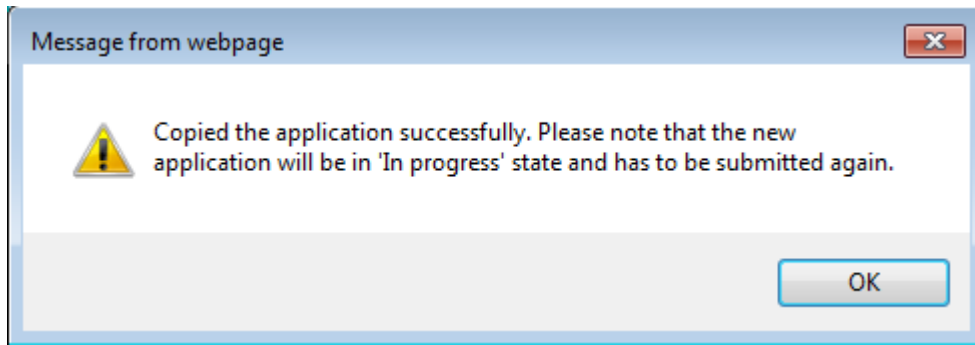 Message from webpage
Copied the application successfully. Please note that the new
application will be in 'In progress' state and has to be submitted again.
OK